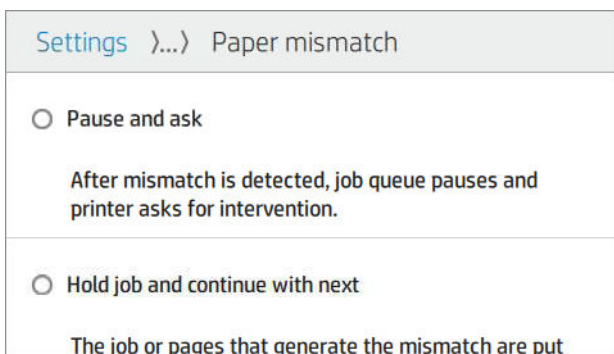 Settings 〉...〉 Paper mismatch
Pause and ask
After mismatch is detected, job queue pauses and
printer asks for intervention.
Hold job and continue with next
The job or pages that generate the mismatch are put